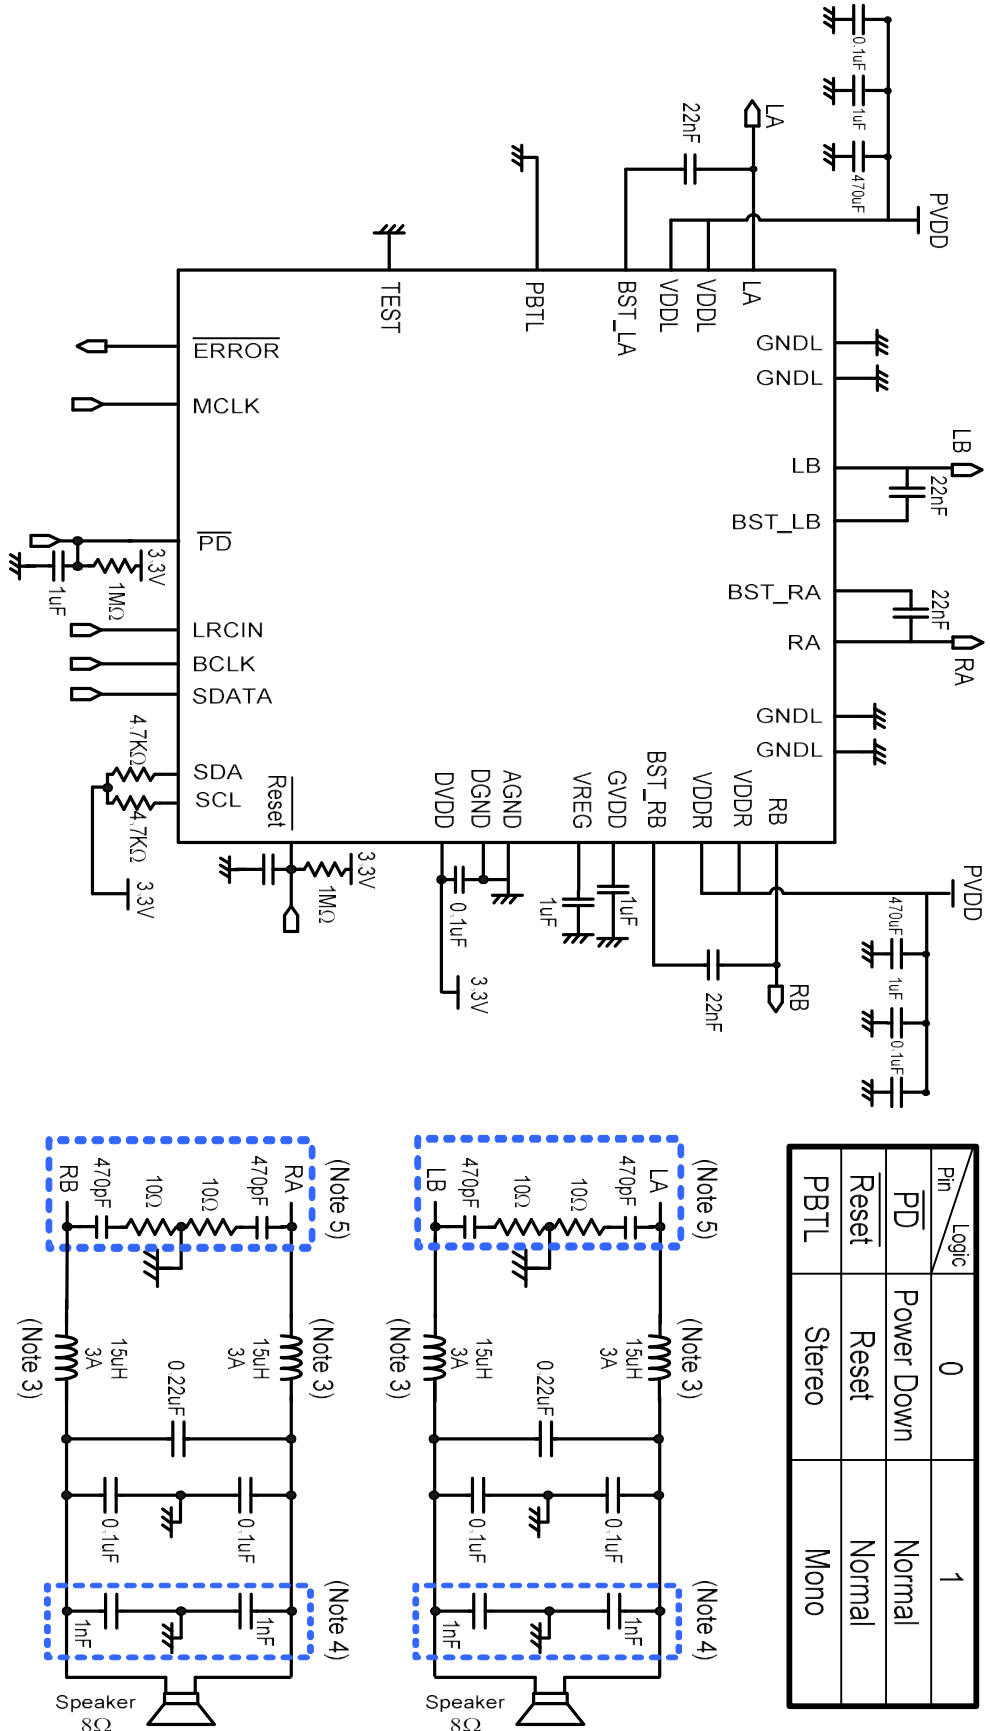 0.1uF
1uF
470uF
PVDD
LA
22nF
LA
VDDL
VDDL
BST_LA
PBTL
TEST
GNDL
GNDL
LB
BST_LB
BST_RA
RA
GNDL
GNDL
LB
22nF
22nF
RA
ERROR
MCLK
PD
LRCIN
BCLK
SDATA
SDA
SCL
3.3V
1MΩ
1uF
4.7KΩ
4.7KΩ
3.3V
Reset
DVDD
DGND
AGND
VREG
GVDD
BST_RB
VDDR
VDDR
RB
3.3V
1MΩ
0.1uF
3.3V
1uF
1uF
22nF
RB
PVDD
470uF
1uF
0.1uF
Pin
Logic
0
1
PD
Power Down
Normal
Reset
Reset
Normal
PBTL
Stereo
Mono
(Note 5)
LA
470pF
10Ω
10Ω
470pF
LB
(Note 3)
15uH
3A
15uH
3A
(Note 3)
0.22uF
0.1uF
0.1uF
(Note 4)
1nF
1nF
Speaker
8Ω
(Note 5)
RA
470pF
10Ω
10Ω
470pF
RB
(Note 3)
15uH
3A
15uH
3A
(Note 3)
0.22uF
0.1uF
0.1uF
(Note 4)
1nF
1nF
Speaker
8Ω